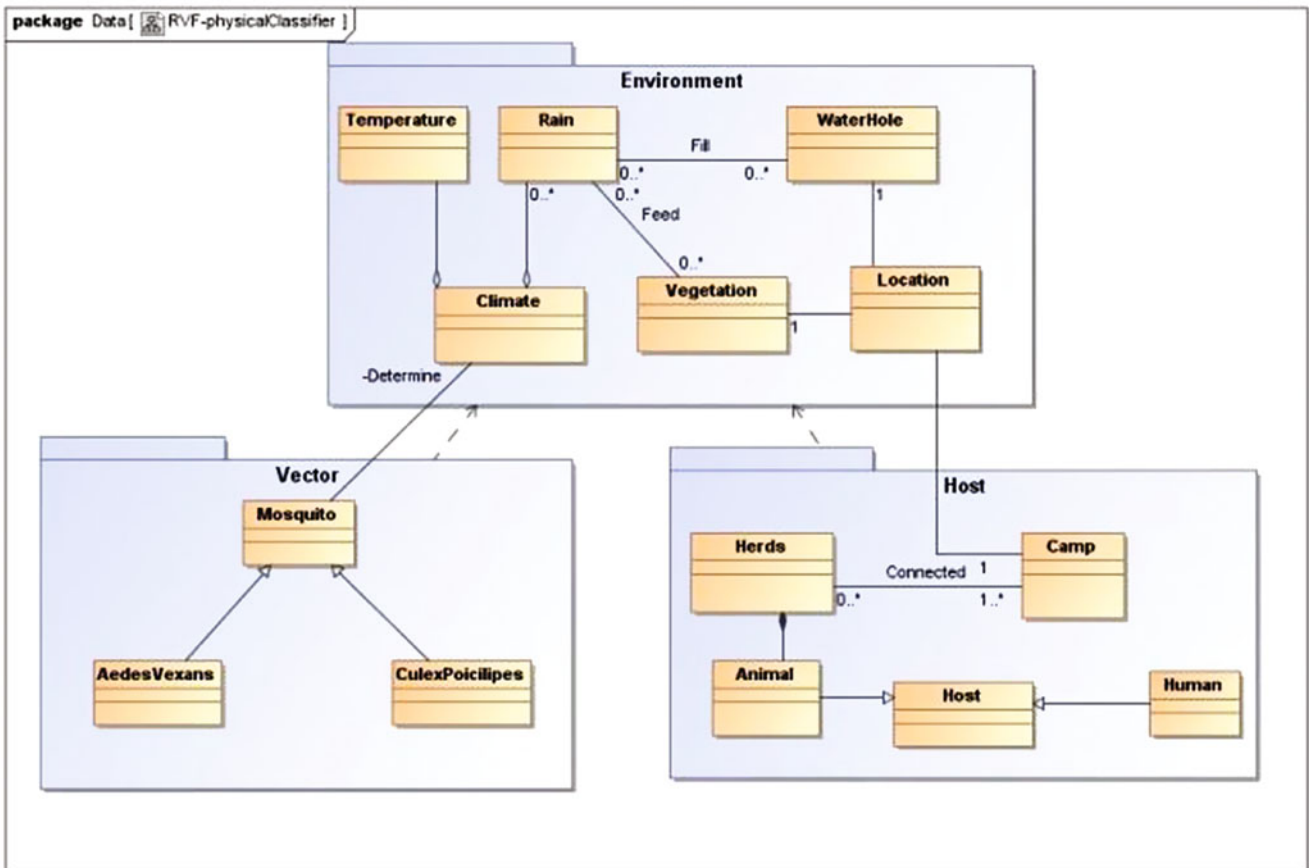 package Data[ RVF-physicalClassifier ]
Environment
Temperature
Rain
WaterHole
Fill
0..*
0..*
0..*
0..*
1
Feed
0..*
Climate
Vegetation
Location
1
-Determine
Vector
Mosquito
AedesVexans
CulexPoicilipes
Host
Herds
Camp
Connected
1
0..*
1..*
Animal
Host
Human